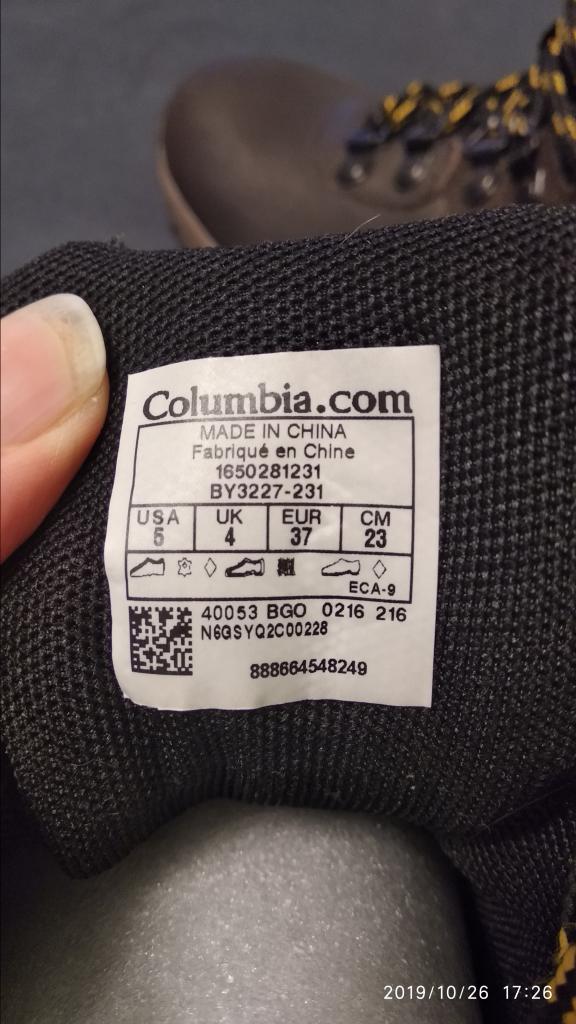 Columbia.com
MADE IN CHINA
Fabriqué en Chine
1650281231
BY3227-231
USA UK EUR CM
5 4 37 23
ECA-9
40053 BGO 0216 216
N6GSYQ2C00228
888664548249
2019/10/26 17:26